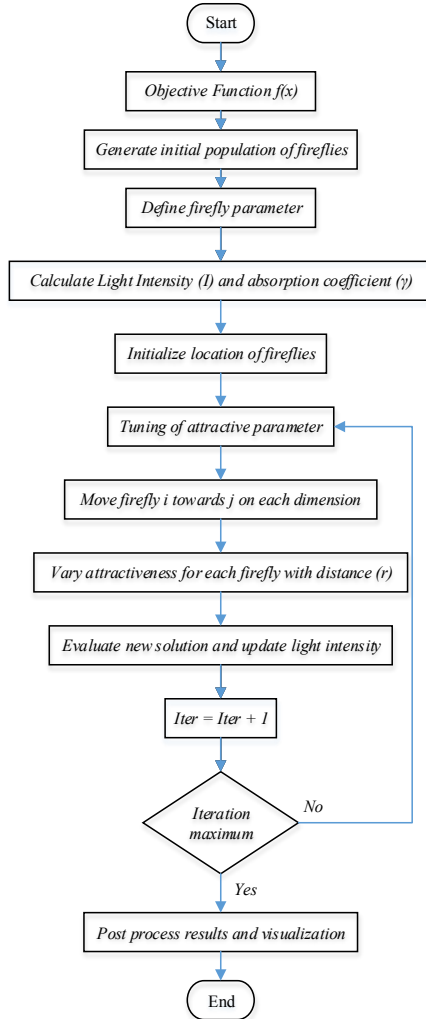 Start
Objective Function f(x)
Generate initial population of fireflies
Define firefly parameter
Calculate Light Intensity (I) and absorption coefficient (γ)
Initialize location of fireflies
Tuning of attractive parameter
Move firefly i towards j on each dimension
Vary attractiveness for each firefly with distance (r)
Evaluate new solution and update light intensity
Iter = Iter + 1
Iteration
maximum
No
Yes
Post process results and visualization
End